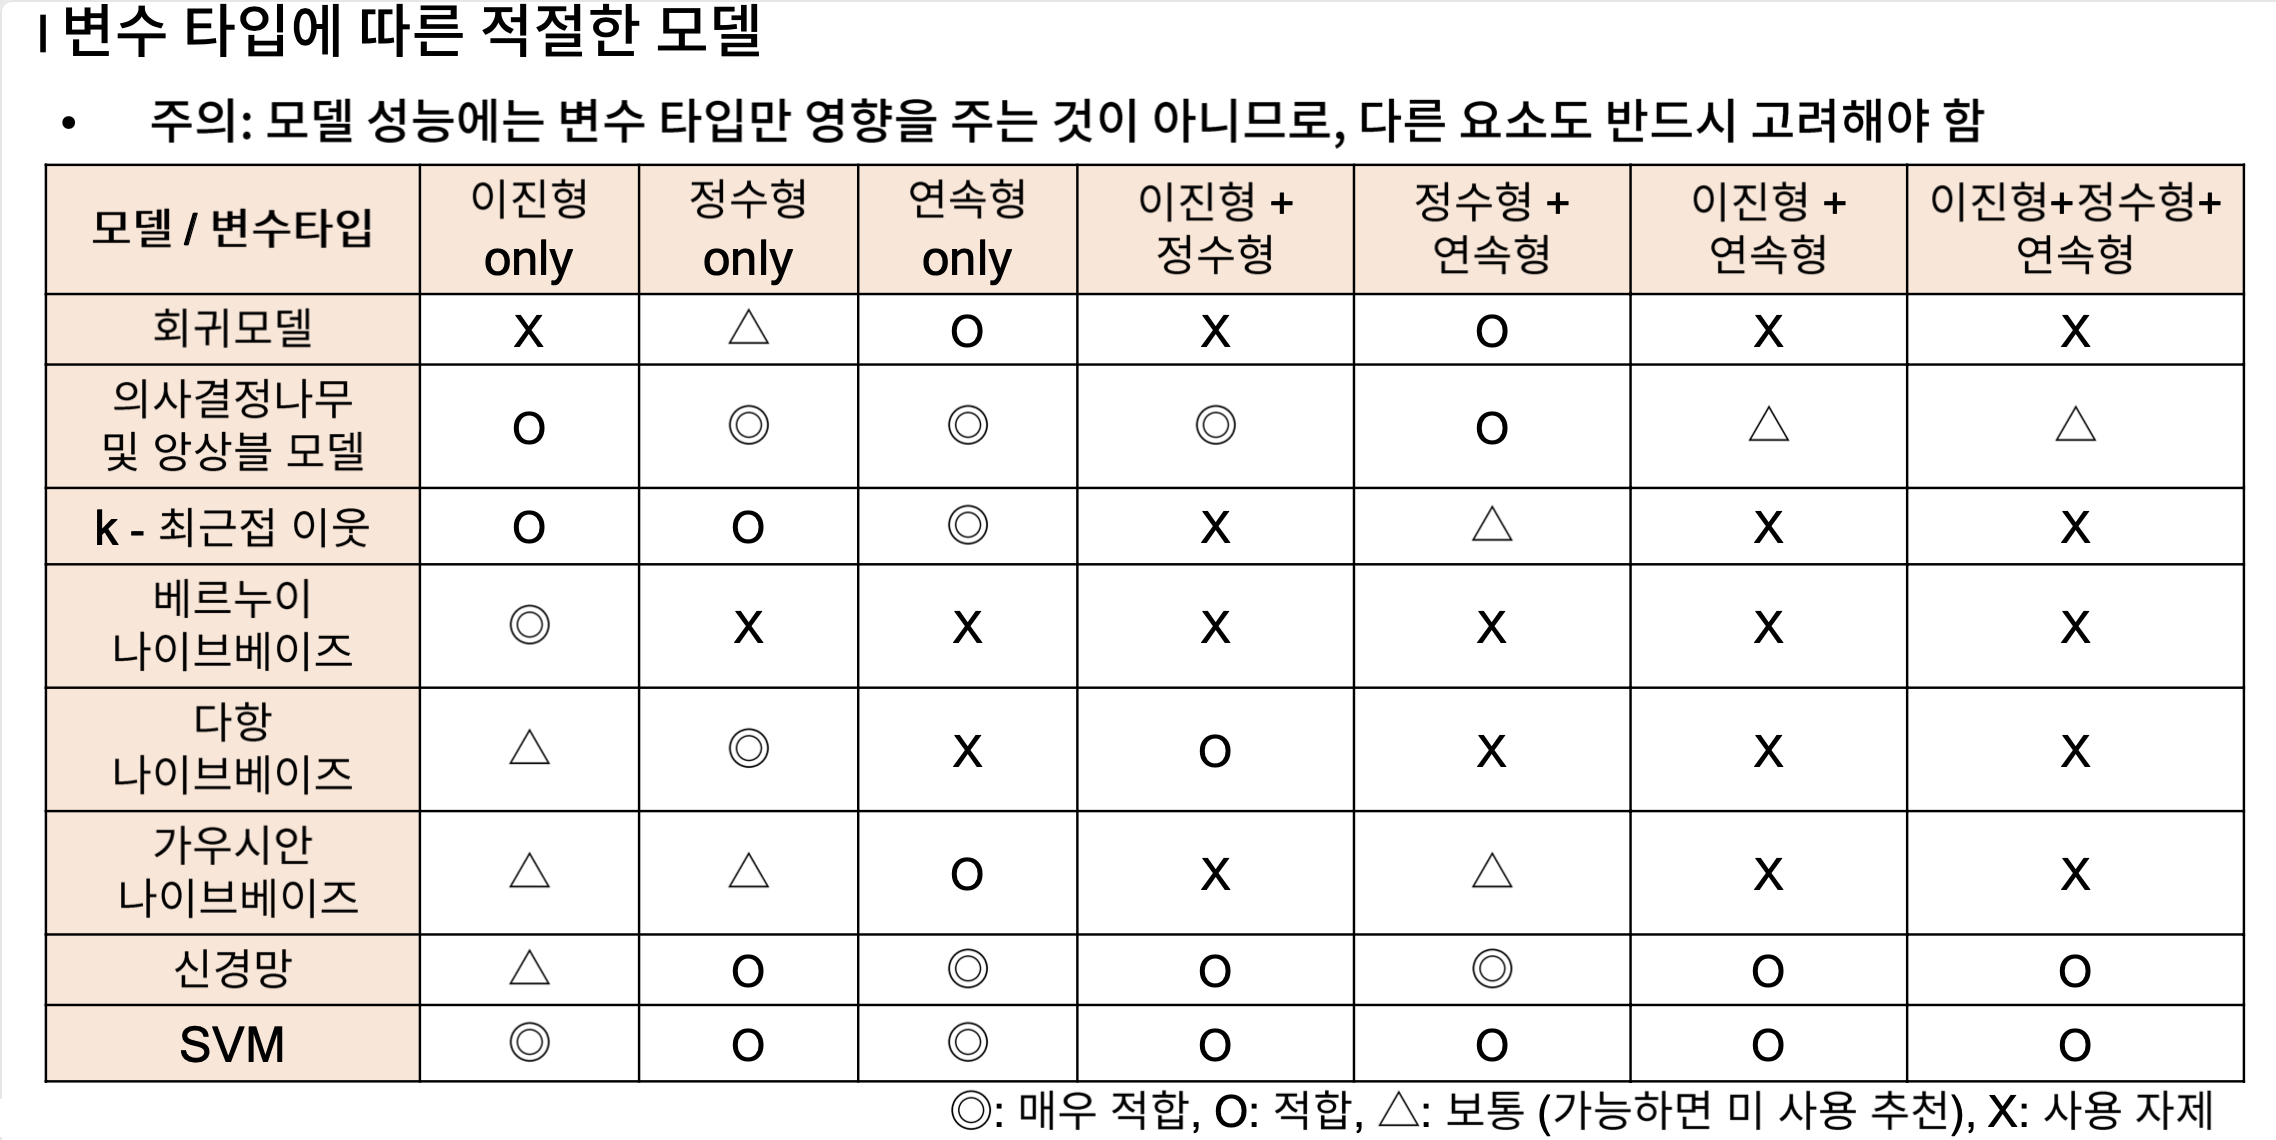 | 변수 타입에 따른 적절한 모델
• 주의: 모델 성능에는 변수 타입만 영향을 주는 것이 아니므로, 다른 요소도 반드시 고려해야 함
모델 / 변수타입 이진형 only 정수형 only 연속형 only 이진형 + 정수형 정수형 + 연속형 이진형 + 연속형 이진형+정수형+ 연속형
회귀모델 X △ O X O X X
의사결정나무 및 앙상블 모델 O ◎ ◎ ◎ O △ △
k - 최근접 이웃 O O ◎ X △ X X
베르누이 나이브베이즈 ◎ X X X X X X
다항 나이브베이즈 △ ◎ X O X X X
가우시안 나이브베이즈 △ △ O X △ X X
신경망 △ O ◎ O ◎ O O
SVM ◎ O ◎ O O O O
◎: 매우 적합, O: 적합, △: 보통 (가능하면 미 사용 추천), X: 사용 자제